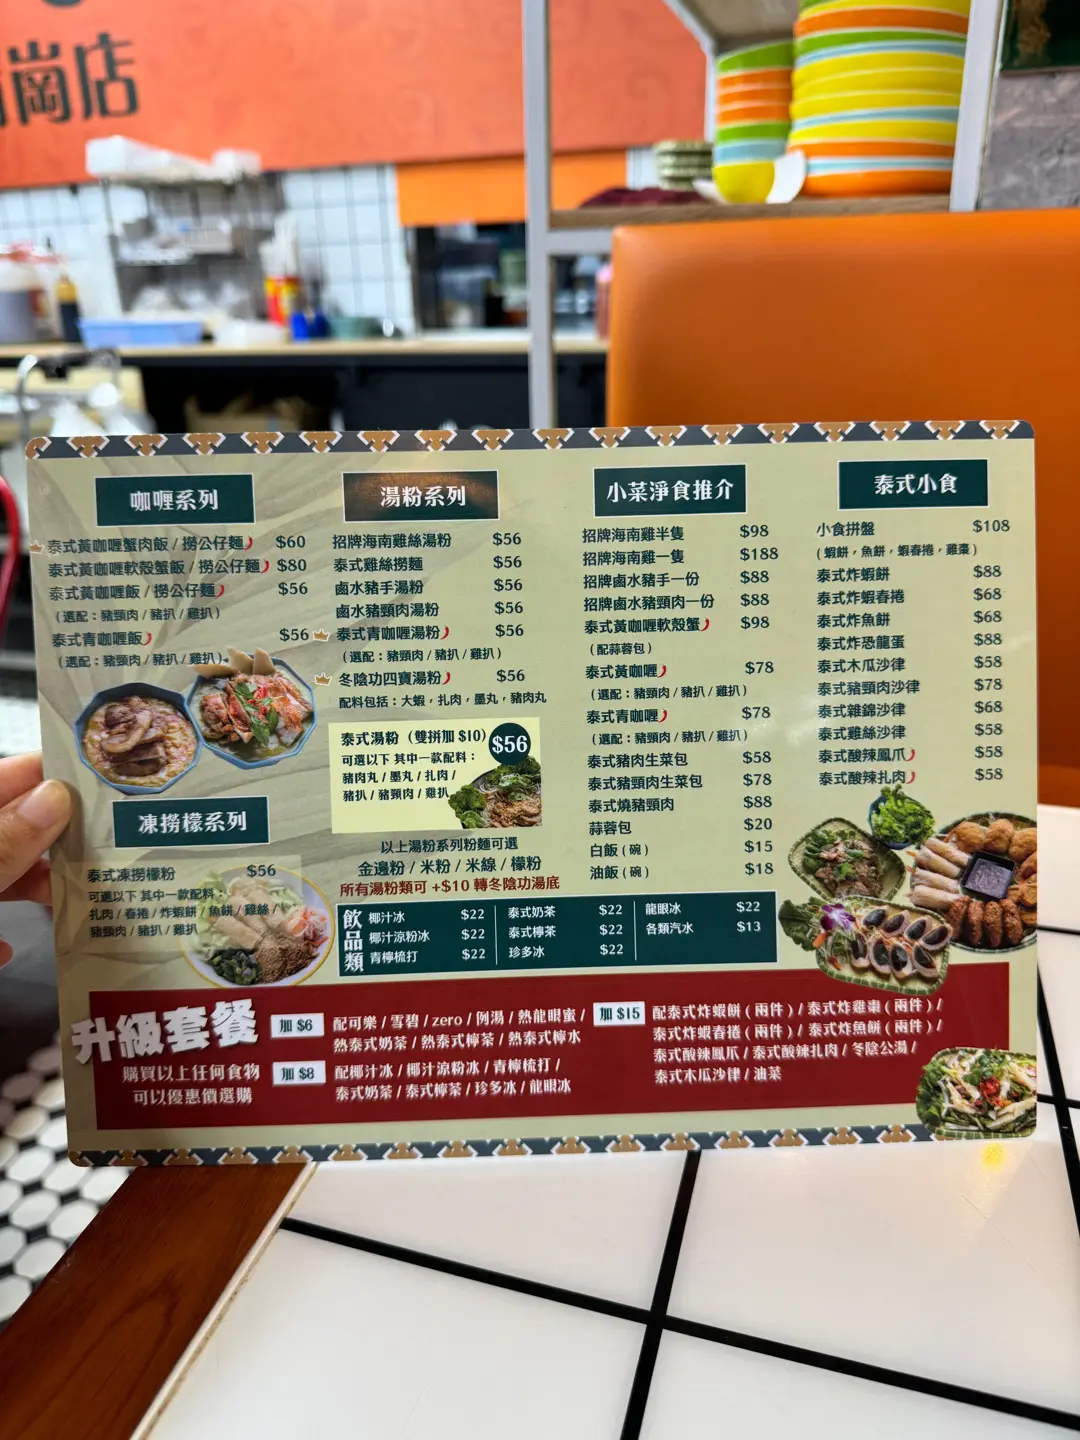 崗店
咖喱系列
泰式黃咖喱蟹肉飯 / 撈公仔麵 $60
泰式黃咖喱軟殼蟹飯 / 撈公仔麵 $80
泰式黃咖喱飯 / 撈公仔麵 $56
(選配：豬頸肉 / 豬扒 / 雞扒)
泰式青咖喱飯 $56
(選配：豬頸肉 / 豬扒 / 雞扒)
凍撈檬系列
泰式凍撈檬粉 $56
可選以下 其中一款配料：
扎肉 / 春捲 / 炸蝦餅 / 魚餅 / 雞絲 /
豬頸肉 / 豬扒 / 雞扒
湯粉系列
招牌海南雞絲湯粉 $56
泰式雞絲撈麵 $56
鹵水豬手湯粉 $56
鹵水豬頸肉湯粉 $56
泰式青咖喱湯粉 $56
(選配：豬頸肉 / 豬扒 / 雞扒)
冬陰功四寶湯粉 $56
配料包括：大蝦，扎肉，墨丸，豬肉丸
泰式湯粉 (雙拼加 $10) $56
可選以下 其中一款配料：
豬肉丸 / 墨丸 / 扎肉 /
豬扒 / 豬頸肉 / 雞扒
以上湯粉系列粉麵可選
金邊粉 / 米粉 / 米線 / 檬粉
所有湯粉類可 +$10 轉冬陰功湯底
小菜淨食推介
招牌海南雞半隻 $98
招牌海南雞一隻 $188
招牌鹵水豬手一份 $88
招牌鹵水豬頸肉一份 $88
泰式黃咖喱軟殼蟹 $98
(配蒜蓉包)
泰式黃咖喱 $78
(選配：豬頸肉 / 豬扒 / 雞扒)
泰式青咖喱 $78
(選配：豬頸肉 / 豬扒 / 雞扒)
泰式豬肉生菜包 $58
泰式豬頸肉生菜包 $78
泰式燒豬頸肉 $88
蒜蓉包 $20
白飯 (碗) $15
油飯 (碗) $18
泰式小食
小食拼盤 $108
(蝦餅，魚餅，蝦春捲，雞棗)
泰式炸蝦餅 $88
泰式炸蝦春捲 $68
泰式炸魚餅 $68
泰式炸恐龍蛋 $88
泰式木瓜沙律 $58
泰式豬頸肉沙律 $78
泰式雜錦沙律 $68
泰式雞絲沙律 $58
泰式酸辣鳳爪 $58
泰式酸辣扎肉 $58
飲品類
椰汁冰 $22
椰汁涼粉冰 $22
青檸梳打 $22
泰式奶茶 $22
泰式檸茶 $22
珍多冰 $22
龍眼冰 $22
各類汽水 $13
升級套餐
購買以上任何食物
可以優惠價選購
加 $6
配可樂 / 雪碧 / zero / 例湯 / 熱龍眼蜜 /
熱泰式奶茶 / 熱泰式檸茶 / 熱泰式檸水
加 $8
配椰汁冰 / 椰汁涼粉冰 / 青檸梳打 /
泰式奶茶 / 泰式檸茶 / 珍多冰 / 龍眼冰
加 $15
配泰式炸蝦餅 (兩件) / 泰式炸雞棗 (兩件) /
泰式炸蝦春捲 (兩件) / 泰式炸魚餅 (兩件) /
泰式酸辣鳳爪 / 泰式酸辣扎肉 / 冬陰公湯 /
泰式木瓜沙律 / 油菜